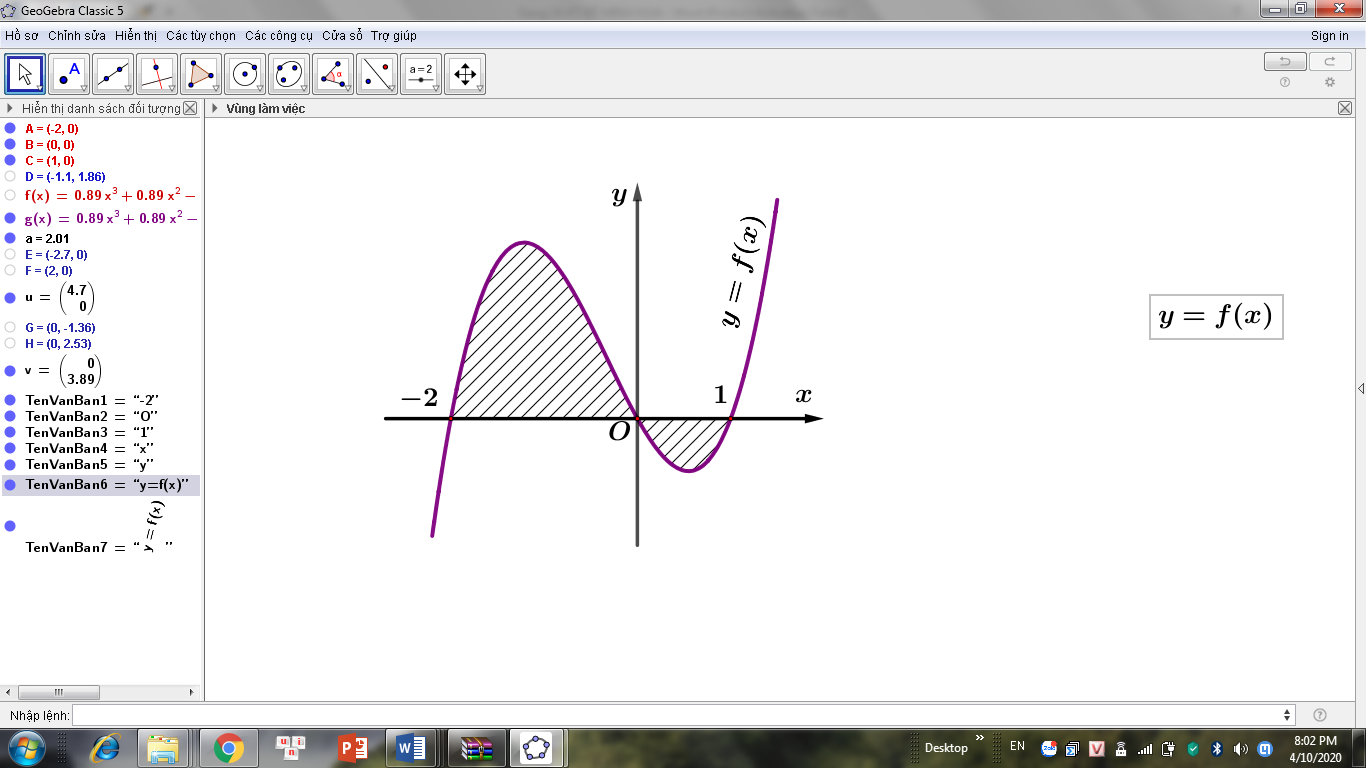 GeoGebra Classic 5
Hồ sơ Chỉnh sửa Hiển thị Các tùy chọn Các công cụ Cửa sổ Trợ giúp Sign in
A α a = 2
Hiển thị danh sách đối tượng
Vùng làm việc
A = (-2, 0)
B = (0, 0)
C = (1, 0)
D = (-1.1, 1.86)
f(x) = 0.89 x³ + 0.89 x² −
g(x) = 0.89 x³ + 0.89 x² −
a = 2.01
E = (-2.7, 0)
F = (2, 0)
u = (4.7
0)
G = (0, -1.36)
H = (0, 2.53)
v = (0
3.89)
TenVanBan1 = “-2”
TenVanBan2 = “O”
TenVanBan3 = “1”
TenVanBan4 = “x”
TenVanBan5 = “y”
TenVanBan6 = “y=f(x)”
TenVanBan7 = “y = f(x)”
y
y = f(x)
−2
1
x
O
y = f(x)
Nhập lệnh:
Desktop
EN
8:02 PM
4/10/2020